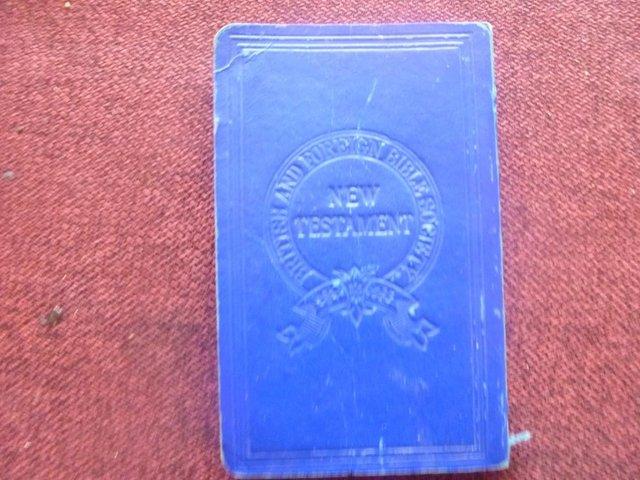 BRITISH AND FOREIGN BIBLE SOCIETY
NEW
TESTAMENT